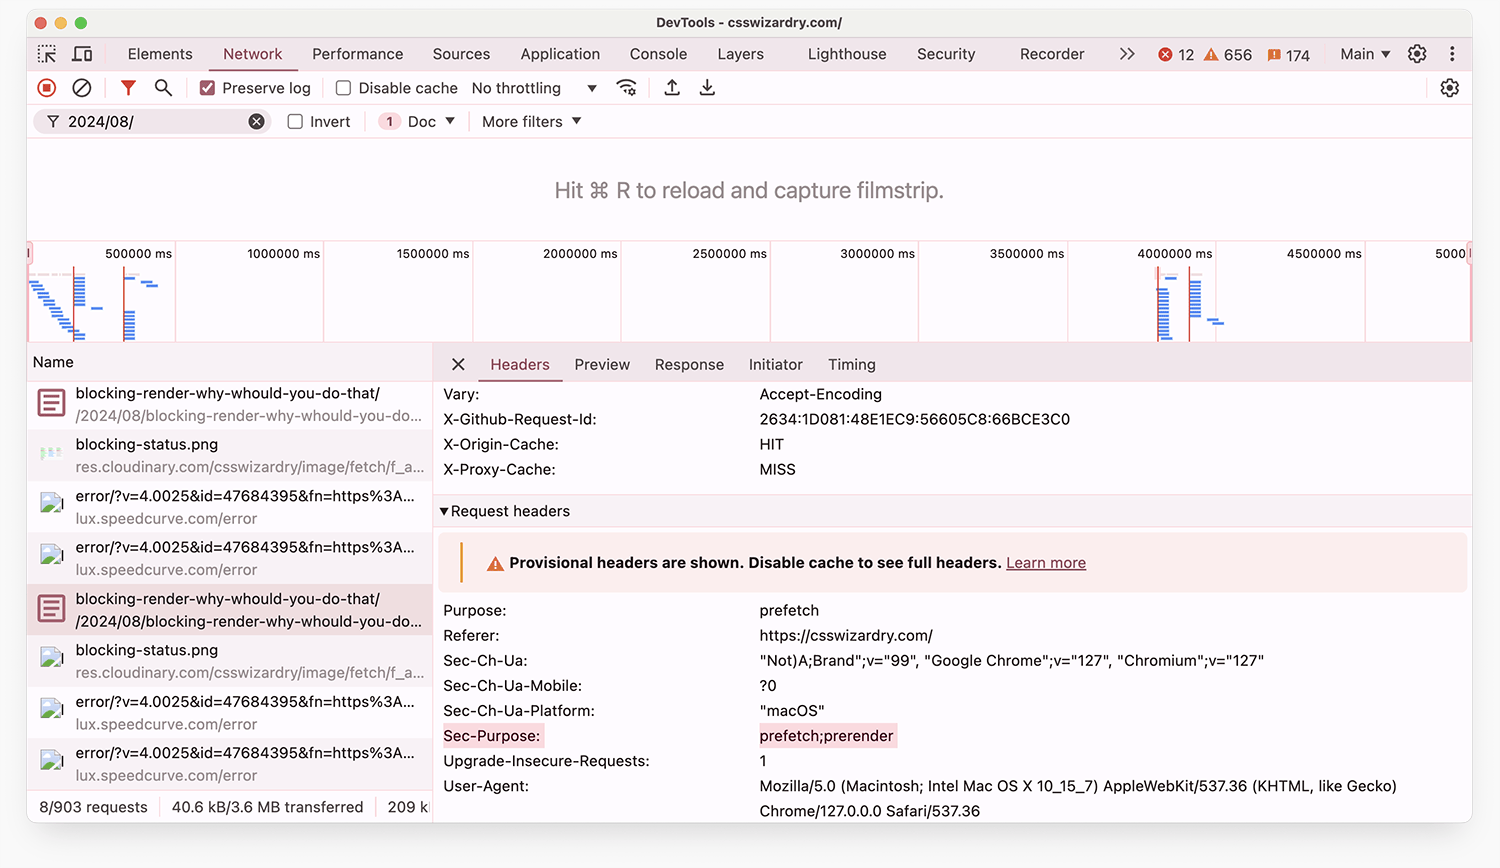 DevTools - csswizardry.com/
Elements Network Performance Sources Application Console Layers Lighthouse Security Recorder 12 656 174 Main
Preserve log Disable cache No throttling
2024/08/ Invert 1 Doc More filters
Hit ⌘ R to reload and capture filmstrip.
500000 ms 1000000 ms 1500000 ms 2000000 ms 2500000 ms 3000000 ms 3500000 ms 4000000 ms 4500000 ms 5000
Name
blocking-render-why-whould-you-do-that/
/2024/08/blocking-render-why-whould-you-do...
blocking-status.png
res.cloudinary.com/csswizardry/image/fetch/f_a...
error/?v=4.0025&id=47684395&fn=https%3A...
lux.speedcurve.com/error
error/?v=4.0025&id=47684395&fn=https%3A...
lux.speedcurve.com/error
blocking-render-why-whould-you-do-that/
/2024/08/blocking-render-why-whould-you-do...
blocking-status.png
res.cloudinary.com/csswizardry/image/fetch/f_a...
error/?v=4.0025&id=47684395&fn=https%3A...
lux.speedcurve.com/error
error/?v=4.0025&id=47684395&fn=https%3A...
lux.speedcurve.com/error
8/903 requests 40.6 kB/3.6 MB transferred 209 k
Headers Preview Response Initiator Timing
Vary: Accept-Encoding
X-Github-Request-Id: 2634:1D081:48E1EC9:56605C8:66BCE3C0
X-Origin-Cache: HIT
X-Proxy-Cache: MISS
Request headers
Provisional headers are shown. Disable cache to see full headers. Learn more
Purpose: prefetch
Referer: https://csswizardry.com/
Sec-Ch-Ua: "Not)A;Brand";v="99", "Google Chrome";v="127", "Chromium";v="127"
Sec-Ch-Ua-Mobile: ?0
Sec-Ch-Ua-Platform: "macOS"
Sec-Purpose: prefetch;prerender
Upgrade-Insecure-Requests: 1
User-Agent: Mozilla/5.0 (Macintosh; Intel Mac OS X 10_15_7) AppleWebKit/537.36 (KHTML, like Gecko)
Chrome/127.0.0.0 Safari/537.36